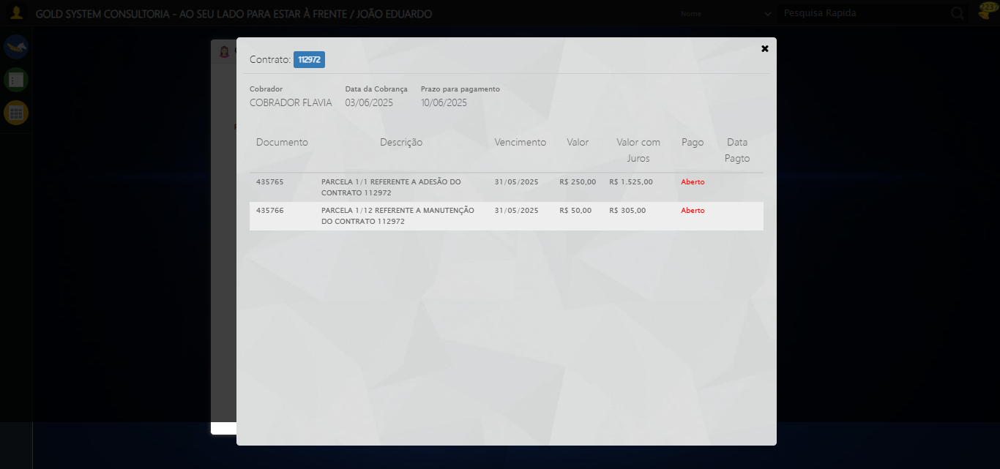 GOLD SYSTEM CONSULTORIA - AO SEU LADO PARA ESTAR À FRENTE / JOÃO EDUARDO
Nome
Pesquisa Rapida
Contrato: 112972
Cobrador Data da Cobrança Prazo para pagamento
COBRADOR FLAVIA 03/06/2025 10/06/2025
Documento Descrição Vencimento Valor Valor com Juros Pago Data Pagto
435765 PARCELA 1/1 REFERENTE A ADESÃO DO 31/05/2025 R$ 250,00 R$ 1.525,00 Aberto
CONTRATO 112972
435766 PARCELA 1/12 REFERENTE A MANUTENÇÃO 31/05/2025 R$ 50,00 R$ 305,00 Aberto
DO CONTRATO 112972